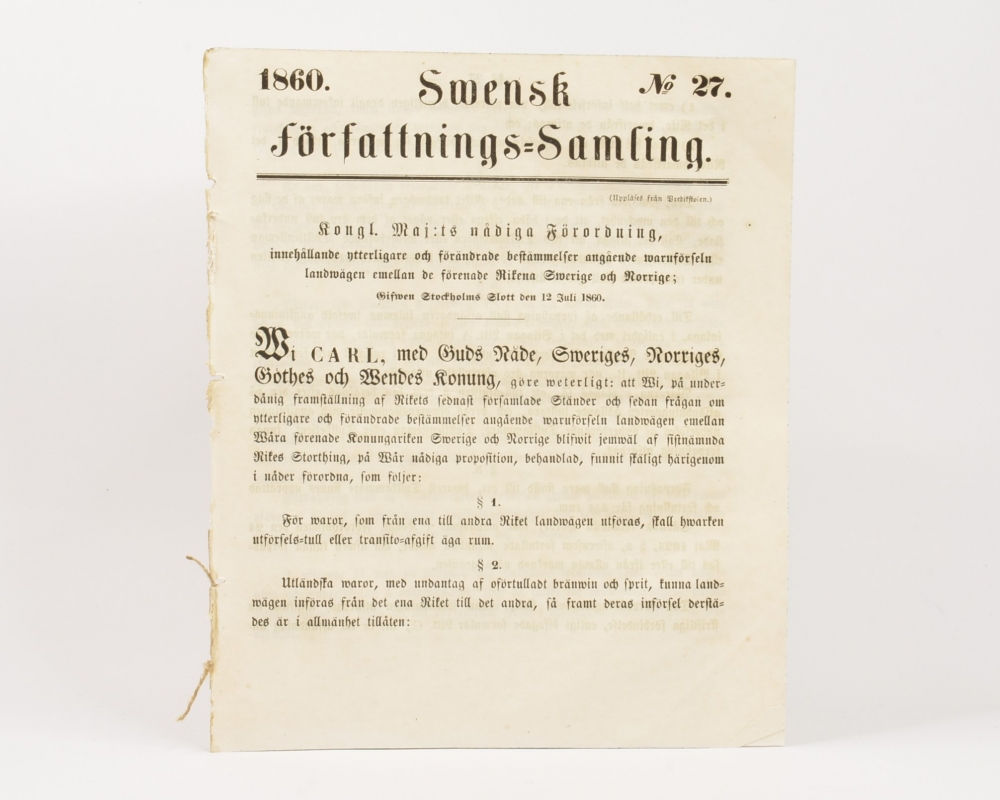 1860. Swensk № 27.
Författnings-Samling.
(Uppläses från Predikstolen.)
Kongl. Maj:ts nådiga Förordning,
innehållande ytterligare och förändrade bestämmelser angående waruförseln
landwägen emellan de förenade Rikena Swerige och Norrige;
Gifwen Stockholms Slott den 12 Juli 1860.
Wi CARL, med Guds Nåde, Sweriges, Norriges,
Göthes och Wendes Konung, göre weterligt: att Wi, på under-
dånig framställning af Rikets sednast församlade Ständer och sedan frågan om
ytterligare och förändrade bestämmelser angående waruförseln landwägen emellan
Wåra förenade Konungariken Swerige och Norrige blifwit jemwäl af sistnämnda
Rikes Storthing, på Wår nådiga proposition, behandlad, funnit skäligt härigenom
i nåder förordna, som följer:
§ 1.
För waror, som från ena till andra Riket landwägen utföras, skall hwarken
utförsels-tull eller transito-afgift äga rum.
§ 2.
Utländska waror, med undantag af oförtulladt bränwin och sprit, kunna land-
wägen införas från det ena Riket till det andra, så framt deras införsel derstä-
des är i allmänhet tillåten: